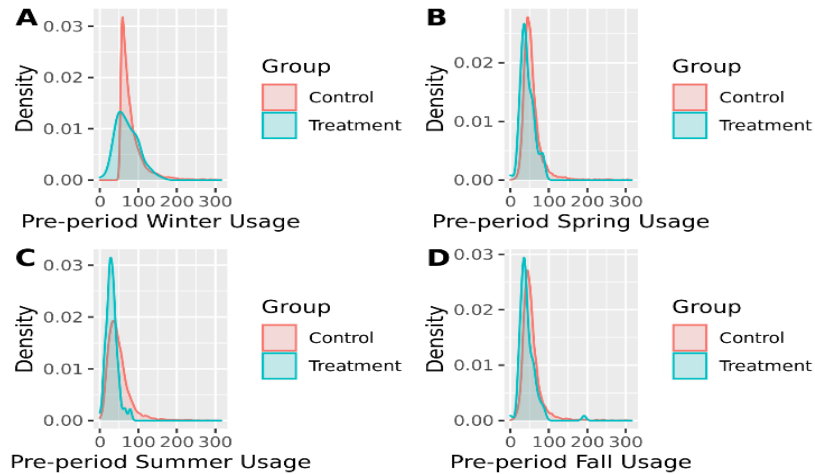 A
Density
0.03
0.02
0.01
0.00
0 100 200 300
Pre-period Winter Usage
Group
Control
Treatment
B
Density
0.02
0.01
0.00
0 100 200 300
Pre-period Spring Usage
Group
Control
Treatment
C
Density
0.03
0.02
0.01
0.00
0 100 200 300
Pre-period Summer Usage
Group
Control
Treatment
D
Density
0.03
0.02
0.01
0.00
0 100 200 300
Pre-period Fall Usage
Group
Control
Treatment